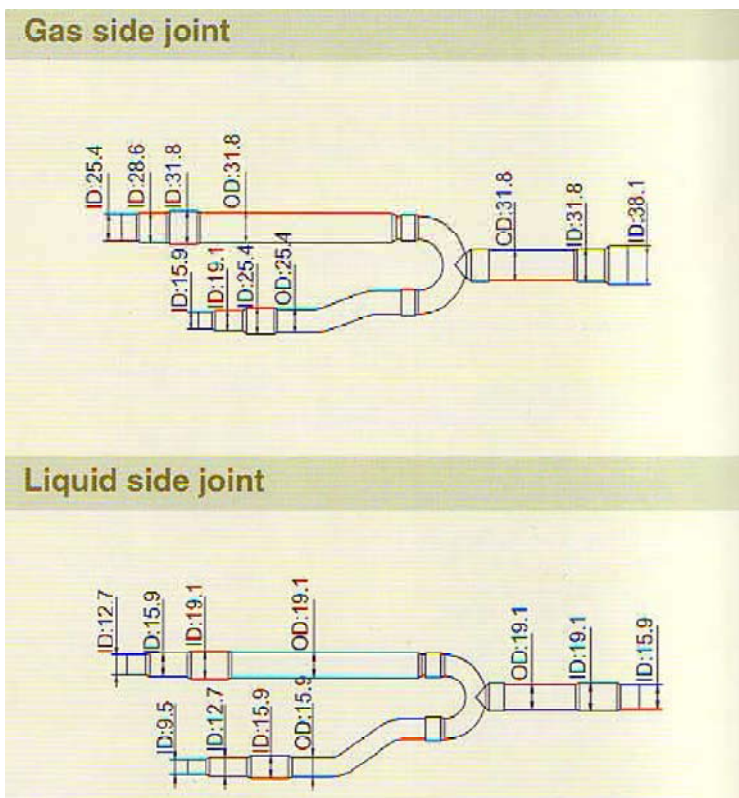 Gas side joint
ID:25.4
ID:28.6
ID:31.8
OD:31.8
OD:31.8
ID:31.8
ID:38.1
ID:15.9
ID:19.1
ID:25.4
OD:25.4
Liquid side joint
ID:12.7
ID:15.9
ID:19.1
OD:19.1
OD:19.1
ID:19.1
ID:15.9
ID:9.5
ID:12.7
ID:15.9
OD:15.9